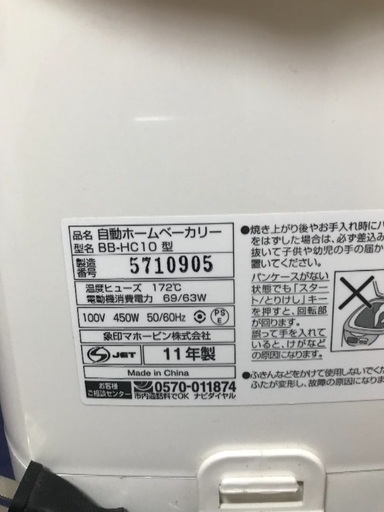 品名 自動ホームベーカリー
型名 BB-HC10 型
製造番号 5710905
温度ヒューズ 172℃
電動機消費電力 69/63W
100V 450W 50/60Hz PSE
象印マホービン株式会社
S JET 11年製
Made in China
お客様ご相談センター 0570-011874
市内通話料でOK ナビダイヤル
●焼き上がり後やお手入れ時にパ
をはずした場合は、必ず差込み
抜いて子供や幼児の手の届か
置いてください。
パンケースがない
状態でも「スター
ト/とりけし」キー
を押すと、回転部
が回ります。
誤って手を入れて
いると、けがなど
の原因になります。
●ふきんなどをかけて使用しないでくだ
ふたが変形し、故障の原因になります